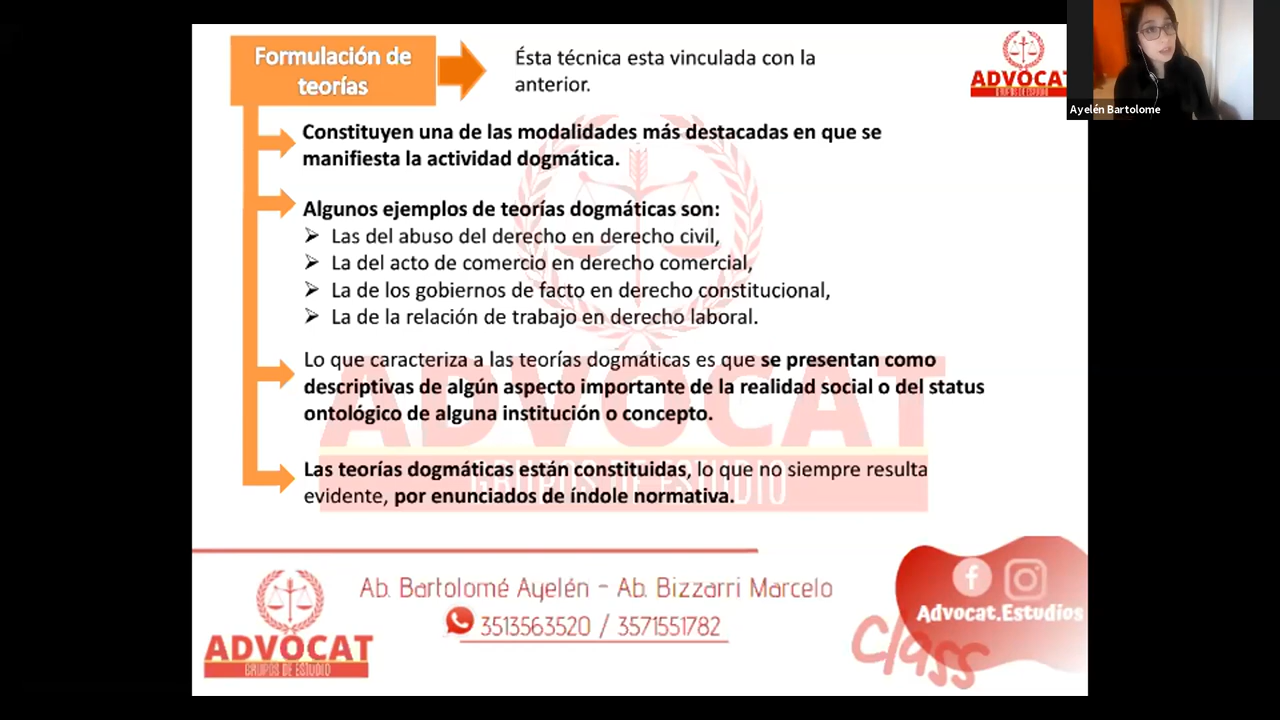 Formulación de
teorías
Ésta técnica esta vinculada con la
anterior.
ADVOCAT
GRUPOS DE ESTUDIO
Ayelén Bartolome
Constituyen una de las modalidades más destacadas en que se
manifiesta la actividad dogmática.
Algunos ejemplos de teorías dogmáticas son:
Las del abuso del derecho en derecho civil,
La del acto de comercio en derecho comercial,
La de los gobiernos de facto en derecho constitucional,
La de la relación de trabajo en derecho laboral.
Lo que caracteriza a las teorías dogmáticas es que se presentan como
descriptivas de algún aspecto importante de la realidad social o del status
ontológico de alguna institución o concepto.
Las teorías dogmáticas están constituidas, lo que no siempre resulta
evidente, por enunciados de índole normativa.
ADVOCAT
GRUPOS DE ESTUDIO
Ab. Bartolomé Ayelén - Ab. Bizzarri Marcelo
3513563520 / 3571551782
ADVOCAT
GRUPOS DE ESTUDIO
Advocat.Estudios
Class